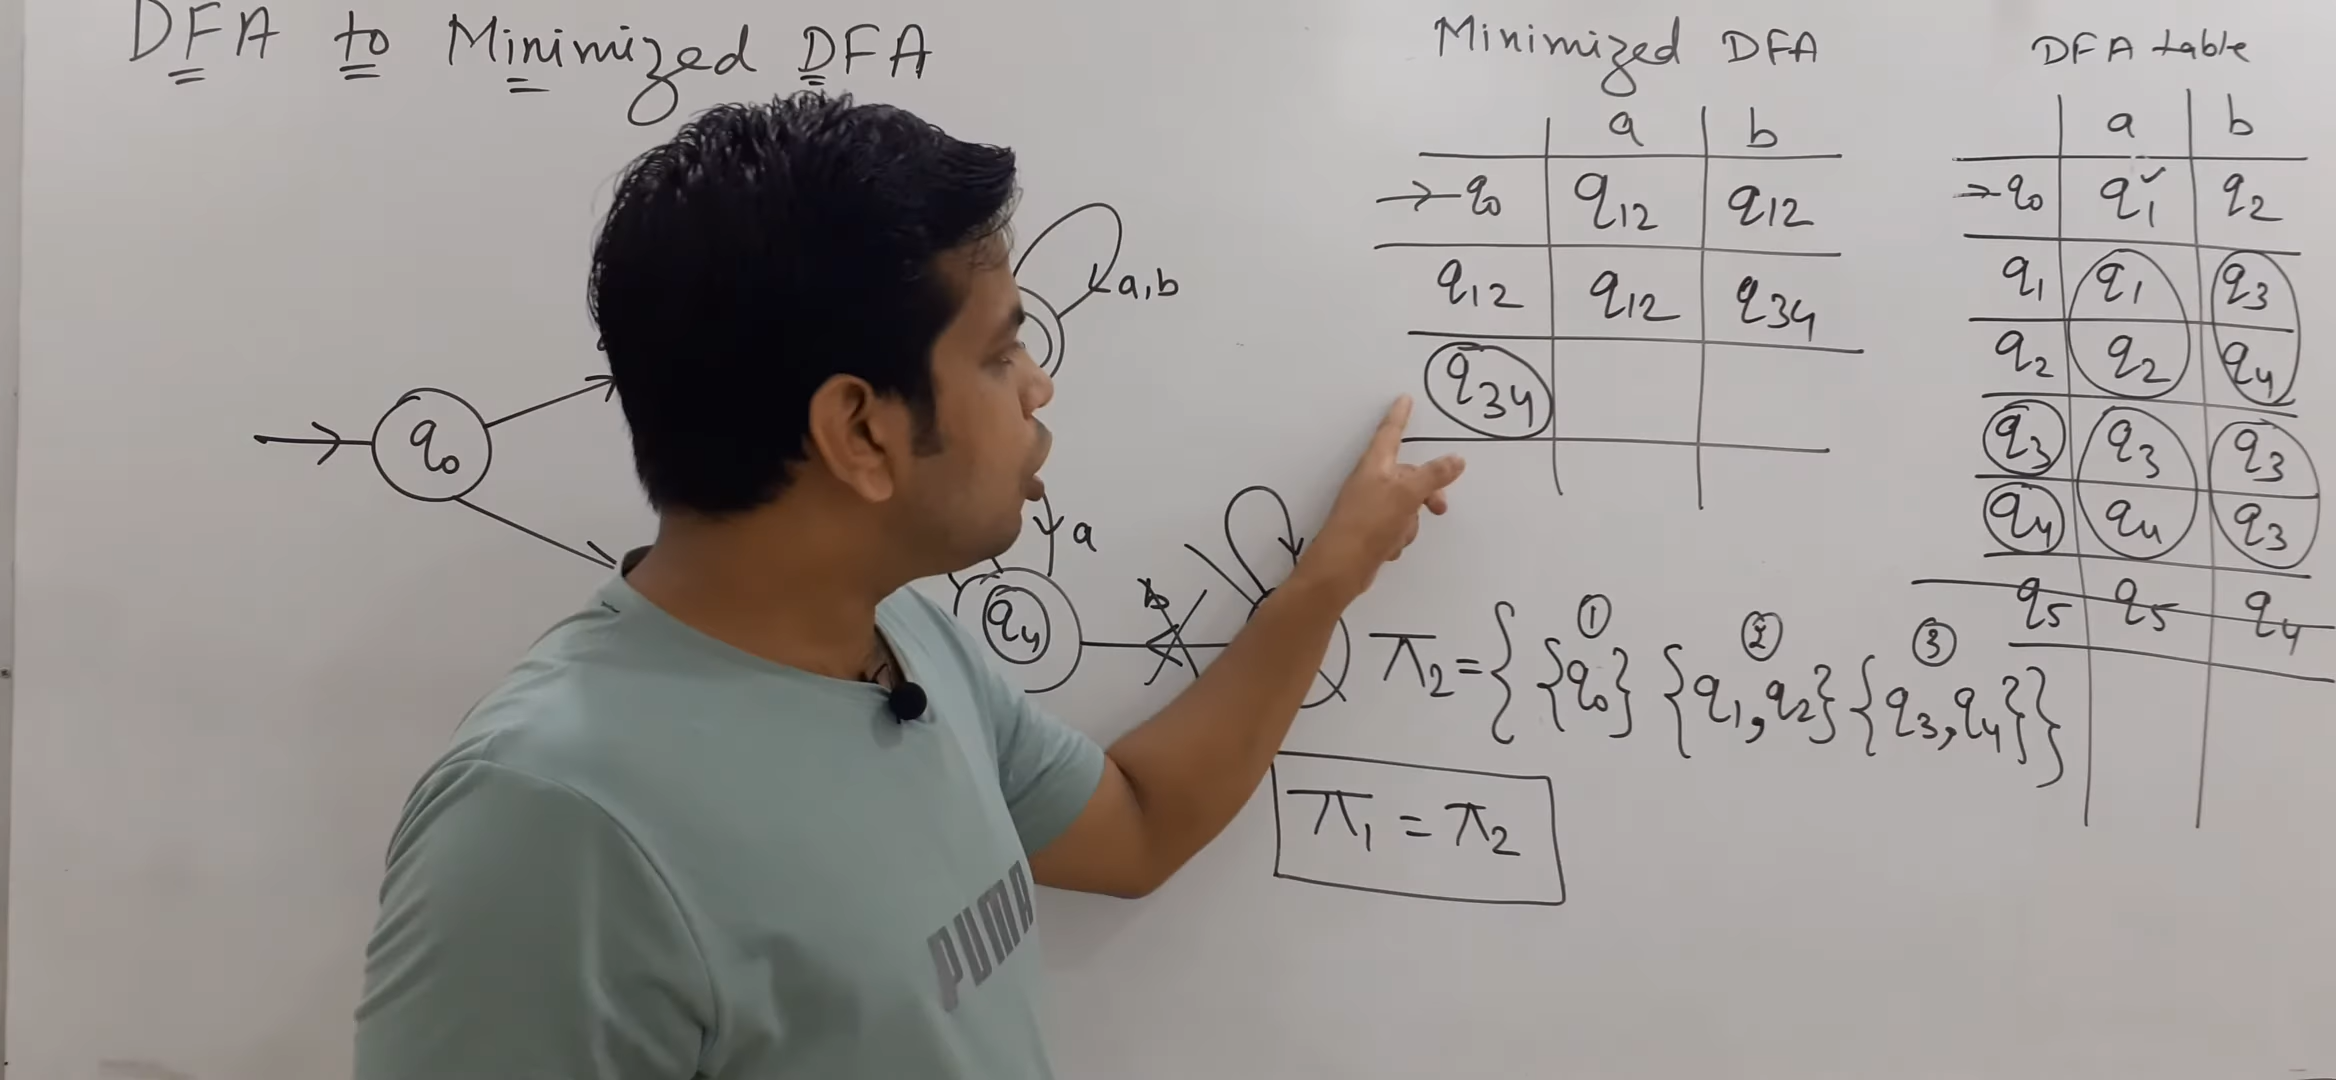 DFA to Minimized DFA
Minimized DFA
a b
→ q0 q12 q12
q12 q12 q34
q34
DFA table
a b
→ q0 q1 ✓ q2
q1 q1 q3
q2 q2 q4
q3 q3 q3
q4 q4 q3
q5 q5 q4
q0
a,b
a
q4
b
① ② ③
π2 = { {q0} {q1,q2} {q3,q4} }
π1 = π2
PUMA